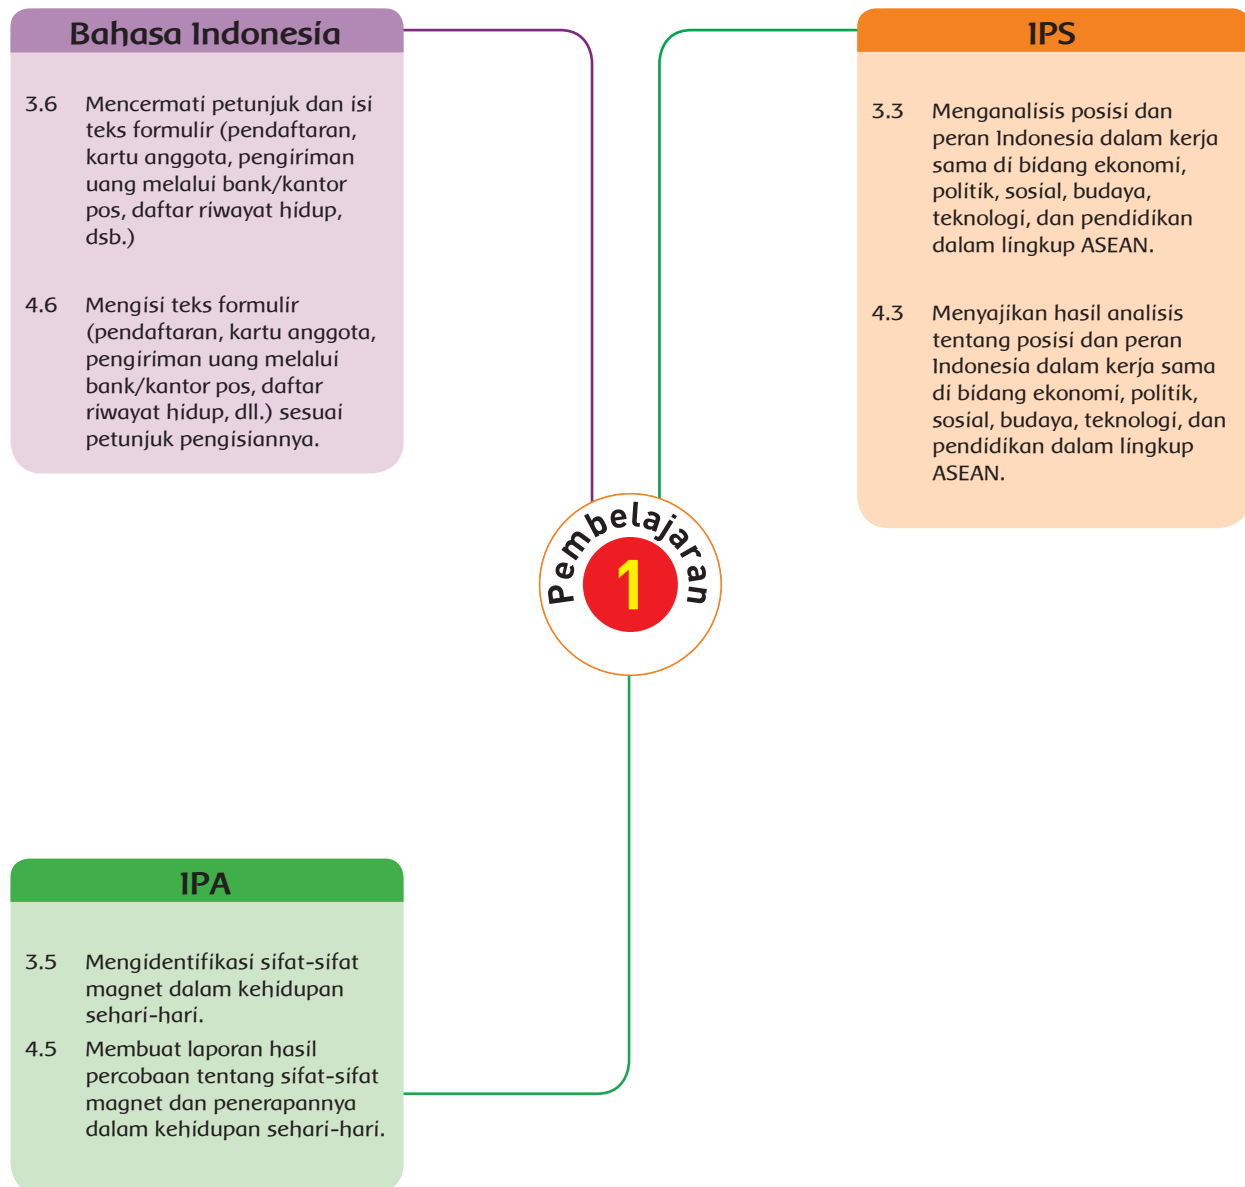 Bahasa Indonesia
3.6 Mencermati petunjuk dan isi
teks formulir (pendaftaran,
kartu anggota, pengiriman
uang melalui bank/kantor
pos, daftar riwayat hidup,
dsb.)
4.6 Mengisi teks formulir
(pendaftaran, kartu anggota,
pengiriman uang melalui
bank/kantor pos, daftar
riwayat hidup, dll.) sesuai
petunjuk pengisiannya.
IPS
3.3 Menganalisis posisi dan
peran Indonesia dalam kerja
sama di bidang ekonomi,
politik, sosial, budaya,
teknologi, dan pendidikan
dalam lingkup ASEAN.
4.3 Menyajikan hasil analisis
tentang posisi dan peran
Indonesia dalam kerja sama
di bidang ekonomi, politik,
sosial, budaya, teknologi, dan
pendidikan dalam lingkup
ASEAN.
Pembelajaran
1
IPA
3.5 Mengidentifikasi sifat-sifat
magnet dalam kehidupan
sehari-hari.
4.5 Membuat laporan hasil
percobaan tentang sifat-sifat
magnet dan penerapannya
dalam kehidupan sehari-hari.